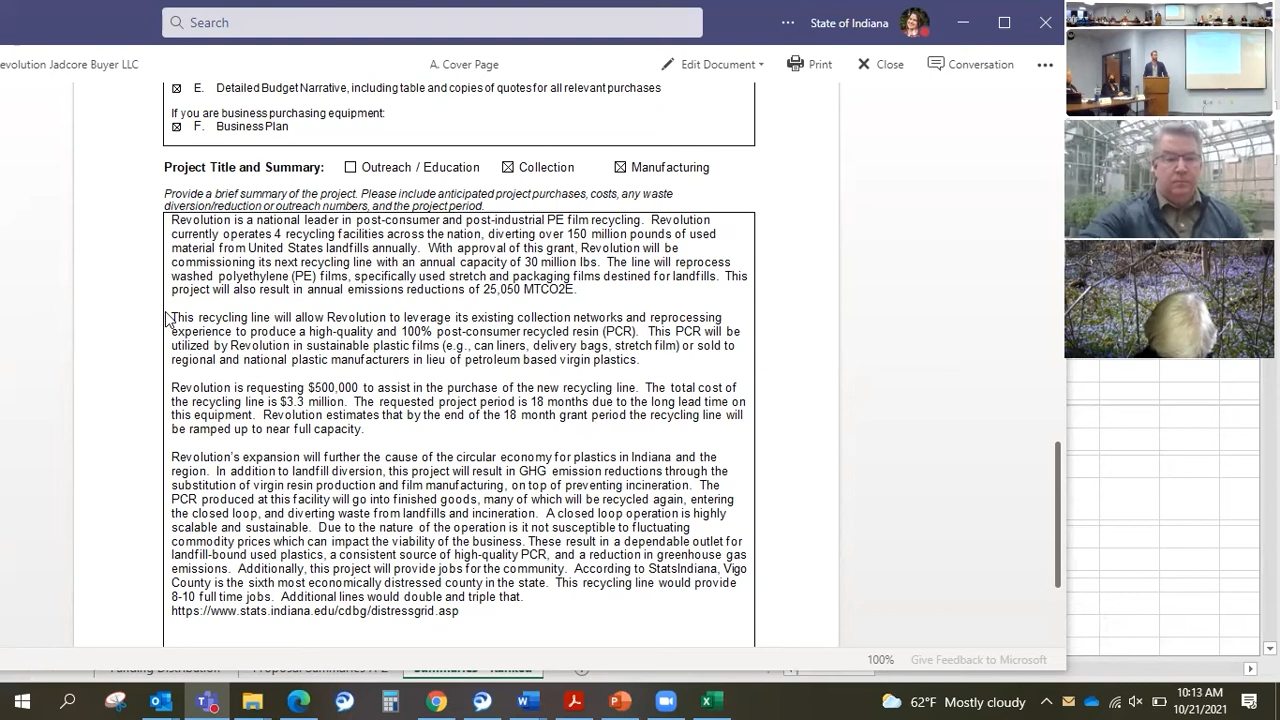 Search
State of Indiana
evolution Jadcore Buyer LLC
A. Cover Page
Edit Document
Print
Close
Conversation
E. Detailed Budget Narrative, including table and copies of quotes for all relevant purchases
If you are business purchasing equipment:
F. Business Plan
Project Title and Summary: Outreach / Education Collection Manufacturing
Provide a brief summary of the project. Please include anticipated project purchases, costs, any waste
diversion/reduction or outreach numbers, and the project period.
Revolution is a national leader in post-consumer and post-industrial PE film recycling. Revolution
currently operates 4 recycling facilities across the nation, diverting over 150 million pounds of used
material from United States landfills annually. With approval of this grant, Revolution will be
commissioning its next recycling line with an annual capacity of 30 million lbs. The line will reprocess
washed polyethylene (PE) films, specifically used stretch and packaging films destined for landfills. This
project will also result in annual emissions reductions of 25,050 MTCO2E.
This recycling line will allow Revolution to leverage its existing collection networks and reprocessing
experience to produce a high-quality and 100% post-consumer recycled resin (PCR). This PCR will be
utilized by Revolution in sustainable plastic films (e.g., can liners, delivery bags, stretch film) or sold to
regional and national plastic manufacturers in lieu of petroleum based virgin plastics.
Revolution is requesting $500,000 to assist in the purchase of the new recycling line. The total cost of
the recycling line is $3.3 million. The requested project period is 18 months due to the long lead time on
this equipment. Revolution estimates that by the end of the 18 month grant period the recycling line will
be ramped up to near full capacity.
Revolution's expansion will further the cause of the circular economy for plastics in Indiana and the
region. In addition to landfill diversion, this project will result in GHG emission reductions through the
substitution of virgin resin production and film manufacturing, on top of preventing incineration. The
PCR produced at this facility will go into finished goods, many of which will be recycled again, entering
the closed loop, and diverting waste from landfills and incineration. A closed loop operation is highly
scalable and sustainable. Due to the nature of the operation is it not susceptible to fluctuating
commodity prices which can impact the viability of the business. These result in a dependable outlet for
landfill-bound used plastics, a consistent source of high-quality PCR, and a reduction in greenhouse gas
emissions. Additionally, this project will provide jobs for the community. According to StatsIndiana, Vigo
County is the sixth most economically distressed county in the state. This recycling line would provide
8-10 full time jobs. Additional lines would double and triple that.
https://www.stats.indiana.edu/cdbg/distressgrid.asp
100%
Give Feedback to Microsoft
62°F Mostly cloudy
10:13 AM
10/21/2021